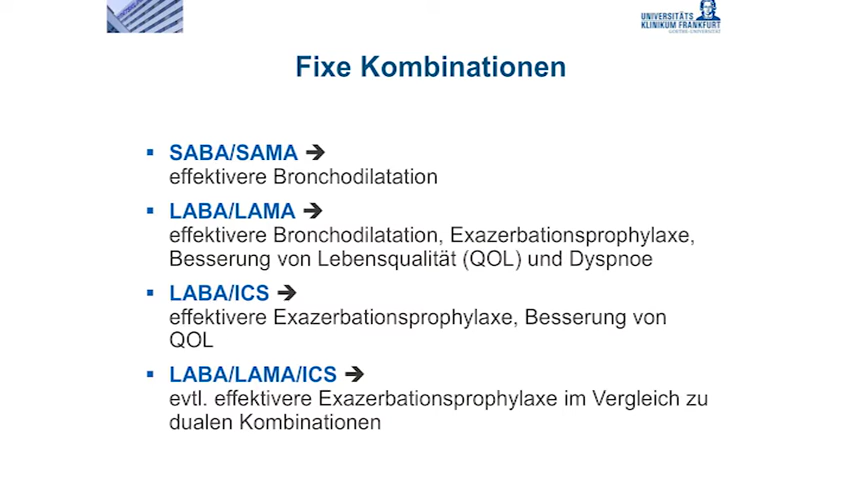 UNIVERSITÄTS
KLINIKUM FRANKFURT
GOETHE-UNIVERSITÄT
Fixe Kombinationen
▪ SABA/SAMA ➔
effektivere Bronchodilatation
▪ LABA/LAMA ➔
effektivere Bronchodilatation, Exazerbationsprophylaxe,
Besserung von Lebensqualität (QOL) und Dyspnoe
▪ LABA/ICS ➔
effektivere Exazerbationsprophylaxe, Besserung von
QOL
▪ LABA/LAMA/ICS ➔
evtl. effektivere Exazerbationsprophylaxe im Vergleich zu
dualen Kombinationen